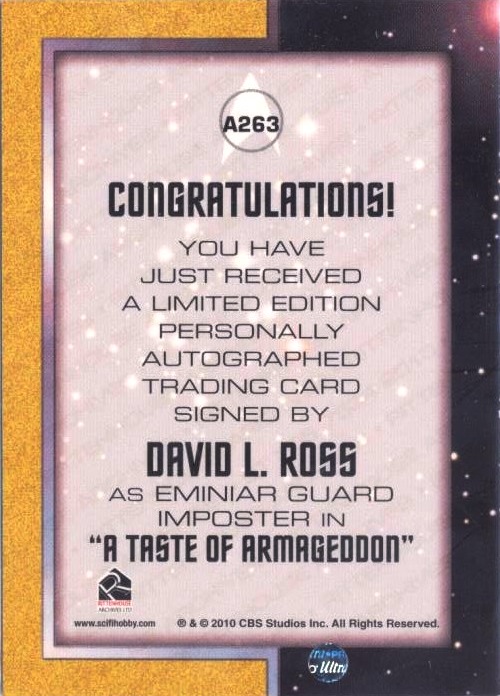 A263
CONGRATULATIONS!
YOU HAVE
JUST RECEIVED
A LIMITED EDITION
PERSONALLY
AUTOGRAPHED
TRADING CARD
SIGNED BY
DAVID L. ROSS
AS EMINIAR GUARD
IMPOSTER IN
"A TASTE OF ARMAGEDDON"
RITTENHOUSE
ARCHIVES LTD
www.scifihobby.com
® & © 2010 CBS Studios Inc. All Rights Reserved.
Ultra